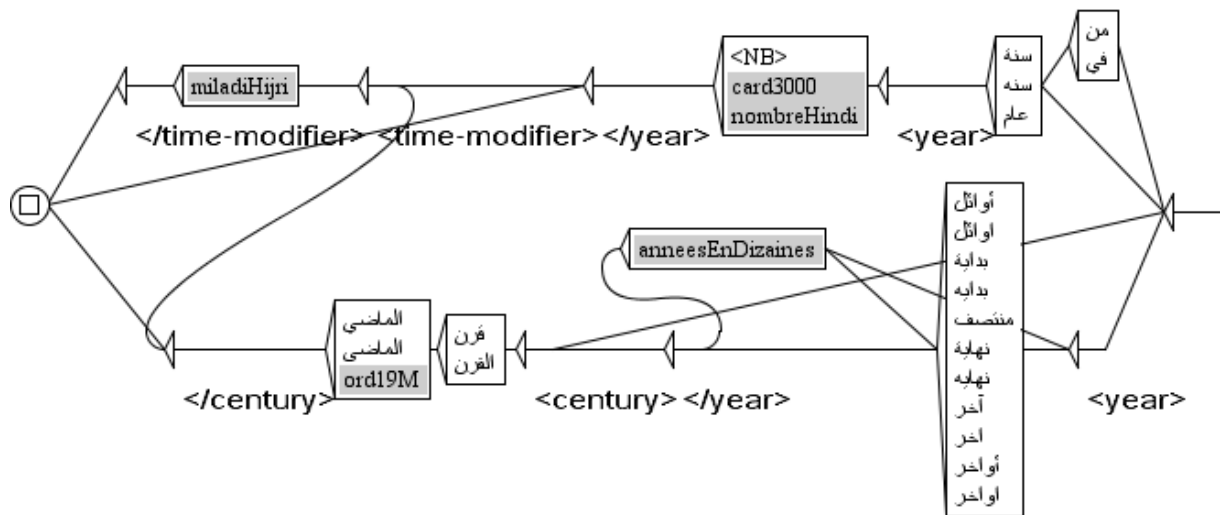 من
في
سنة
سنه
عام
<year>
<NB>
card3000
nombreHindi
</year>
<time-modifier>
miladiHijri
</time-modifier>
<year>
أوائل
اوائل
بداية
بدايه
منتصف
نهاية
نهايه
آخر
اخر
أواخر
اواخر
anneesEnDizaines
</year>
<century>
قرن
القرن
الماضي
الماضى
ord19M
</century>